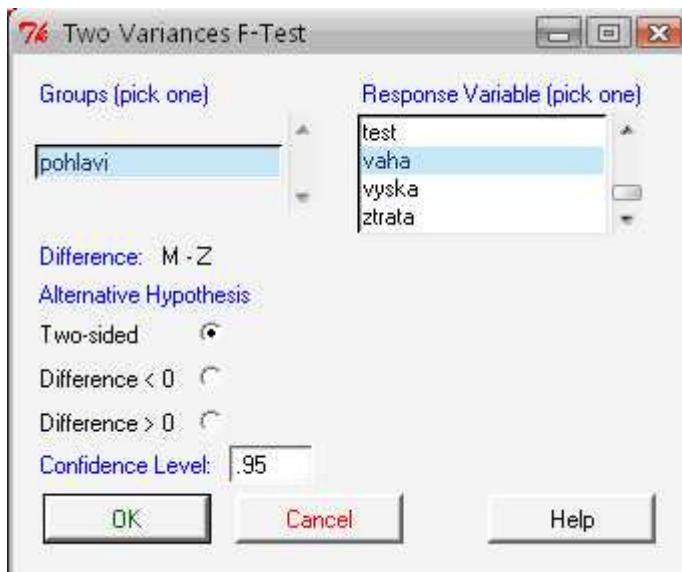 Two Variances F-Test
Groups (pick one)
pohlavi
Response Variable (pick one)
test
vaha
vyska
ztrata
Difference: M - Z
Alternative Hypothesis
Two-sided
Difference < 0
Difference > 0
Confidence Level: .95
OK Cancel Help